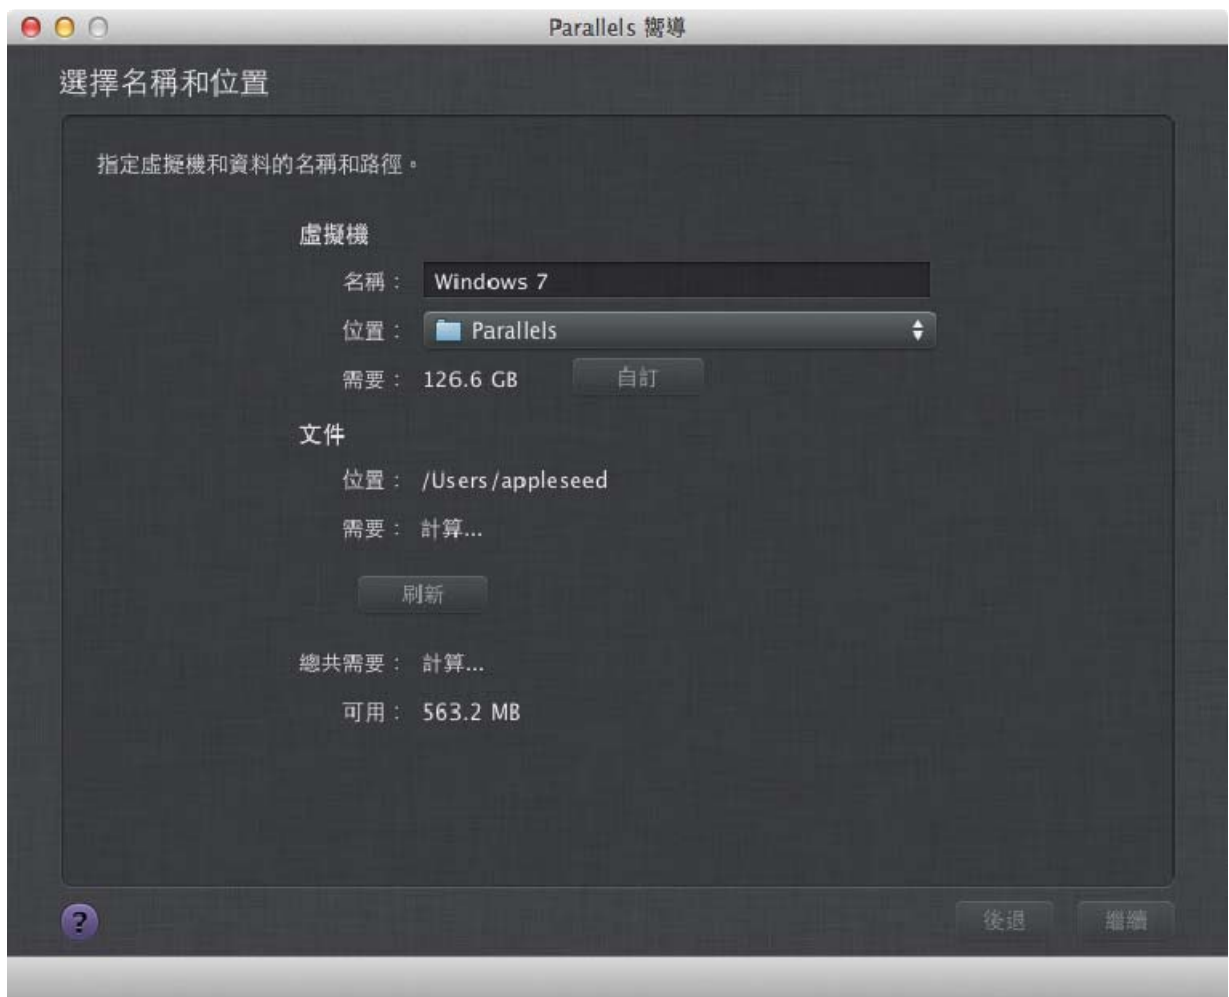 Parallels 嚮導
選擇名稱和位置
指定虛擬機和資料的名稱和路徑。
虛擬機
名稱： Windows 7
位置： Parallels
需要： 126.6 GB 自訂
文件
位置： /Users/appleseed
需要： 計算...
刷新
總共需要： 計算...
可用： 563.2 MB
? 後退 繼續